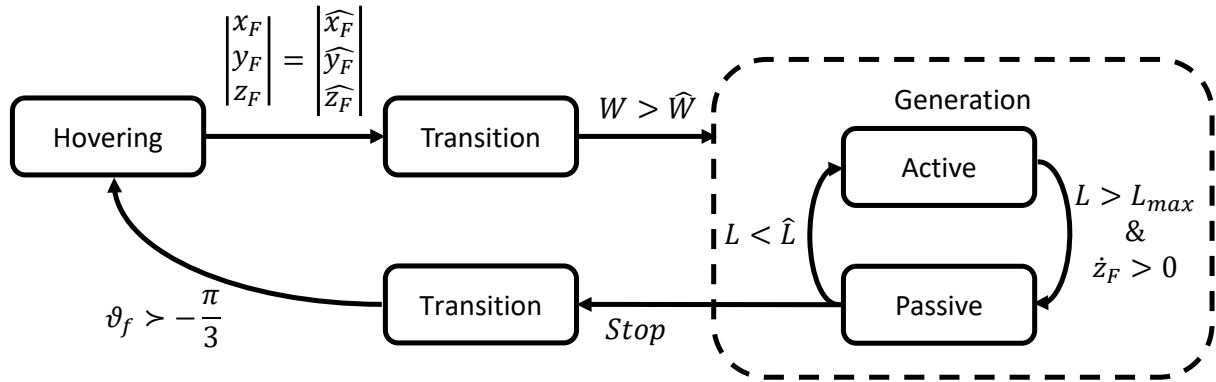 |x_F| |x̂_F|
|y_F| = |ŷ_F|
|z_F| |ẑ_F|
Hovering
Transition
W > Ŵ
Generation
Active
L > L_max
&
ż_F > 0
L < L̂
Passive
Stop
Transition
ϑ_f ≻ −π/3